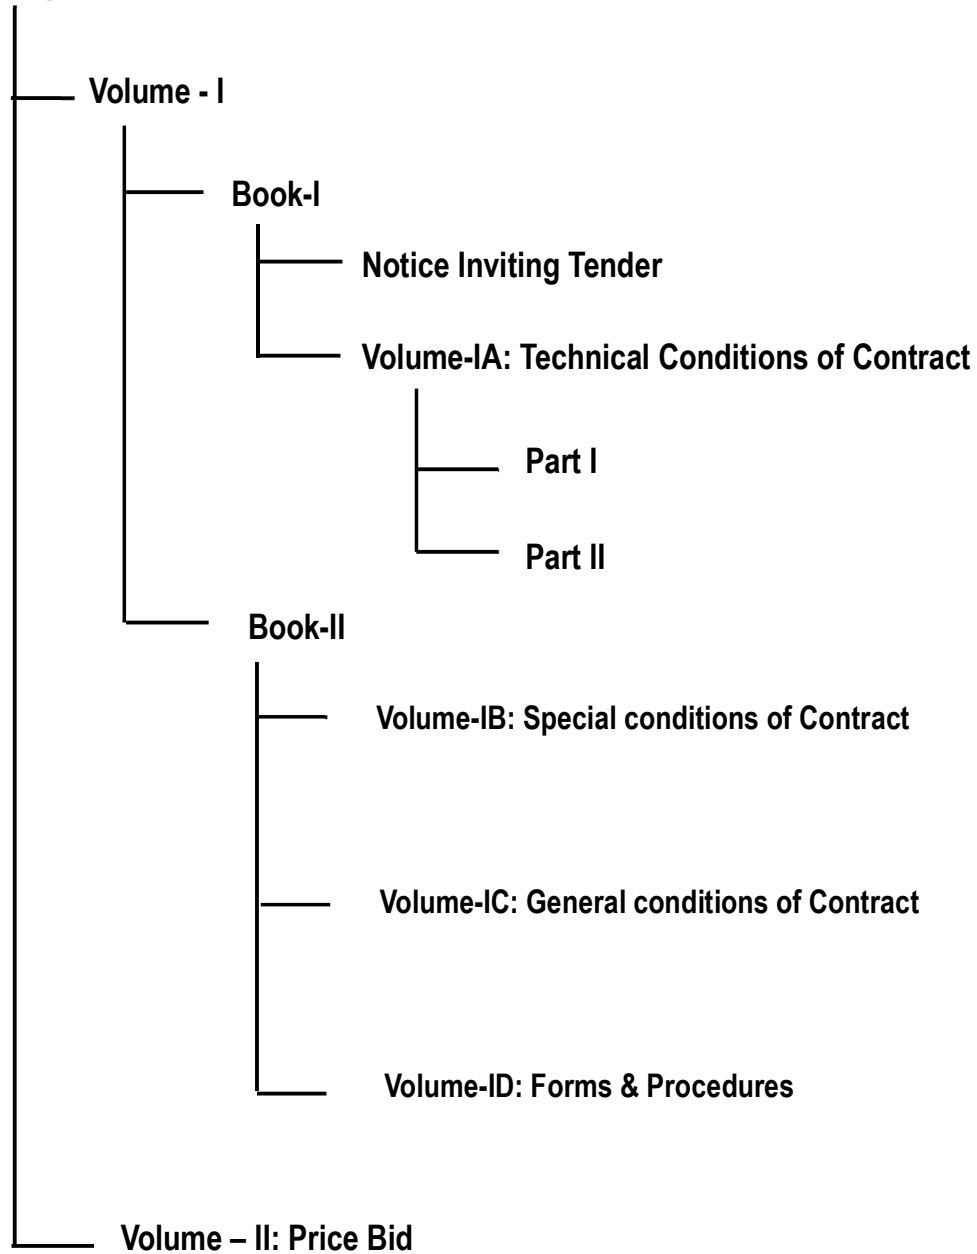 Volume - I
Book-I
Notice Inviting Tender
Volume-IA: Technical Conditions of Contract
Part I
Part II
Book-II
Volume-IB: Special conditions of Contract
Volume-IC: General conditions of Contract
Volume-ID: Forms & Procedures
Volume – II: Price Bid